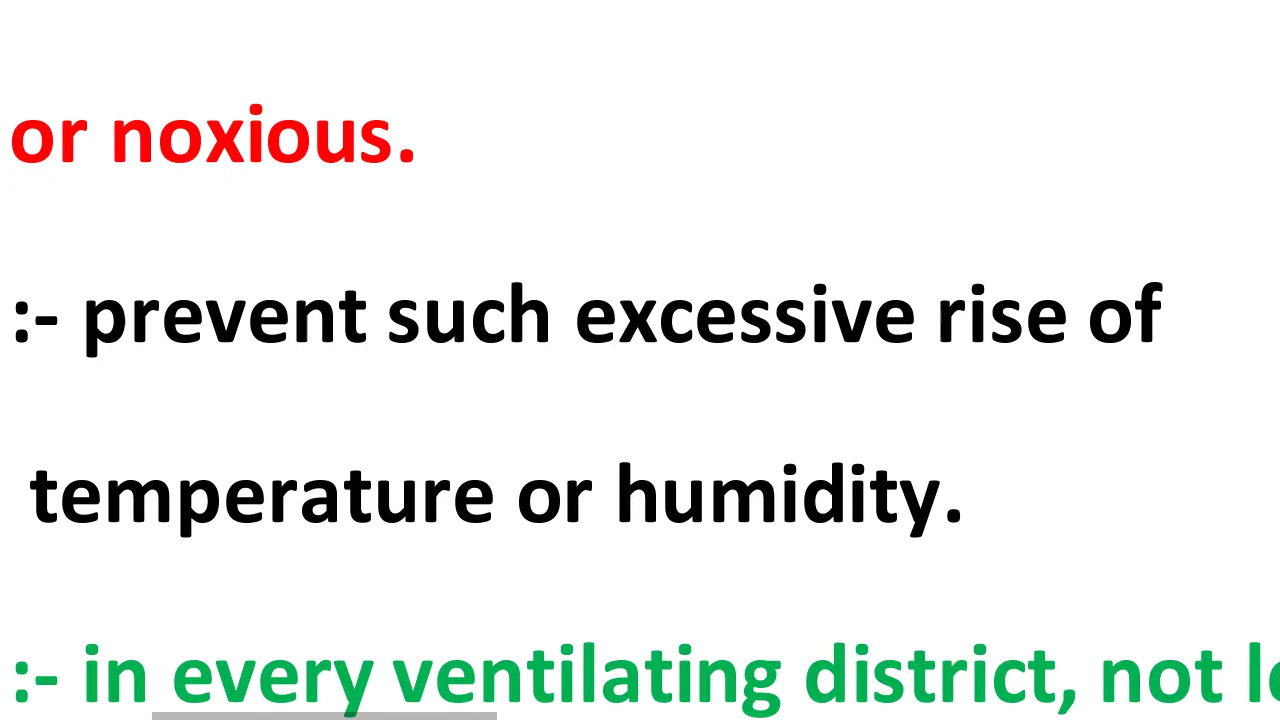 or noxious.
:- prevent such excessive rise of
temperature or humidity.
:- in every ventilating district, not